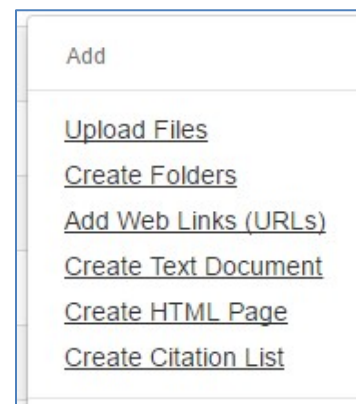 Add
Upload Files
Create Folders
Add Web Links (URLs)
Create Text Document
Create HTML Page
Create Citation List